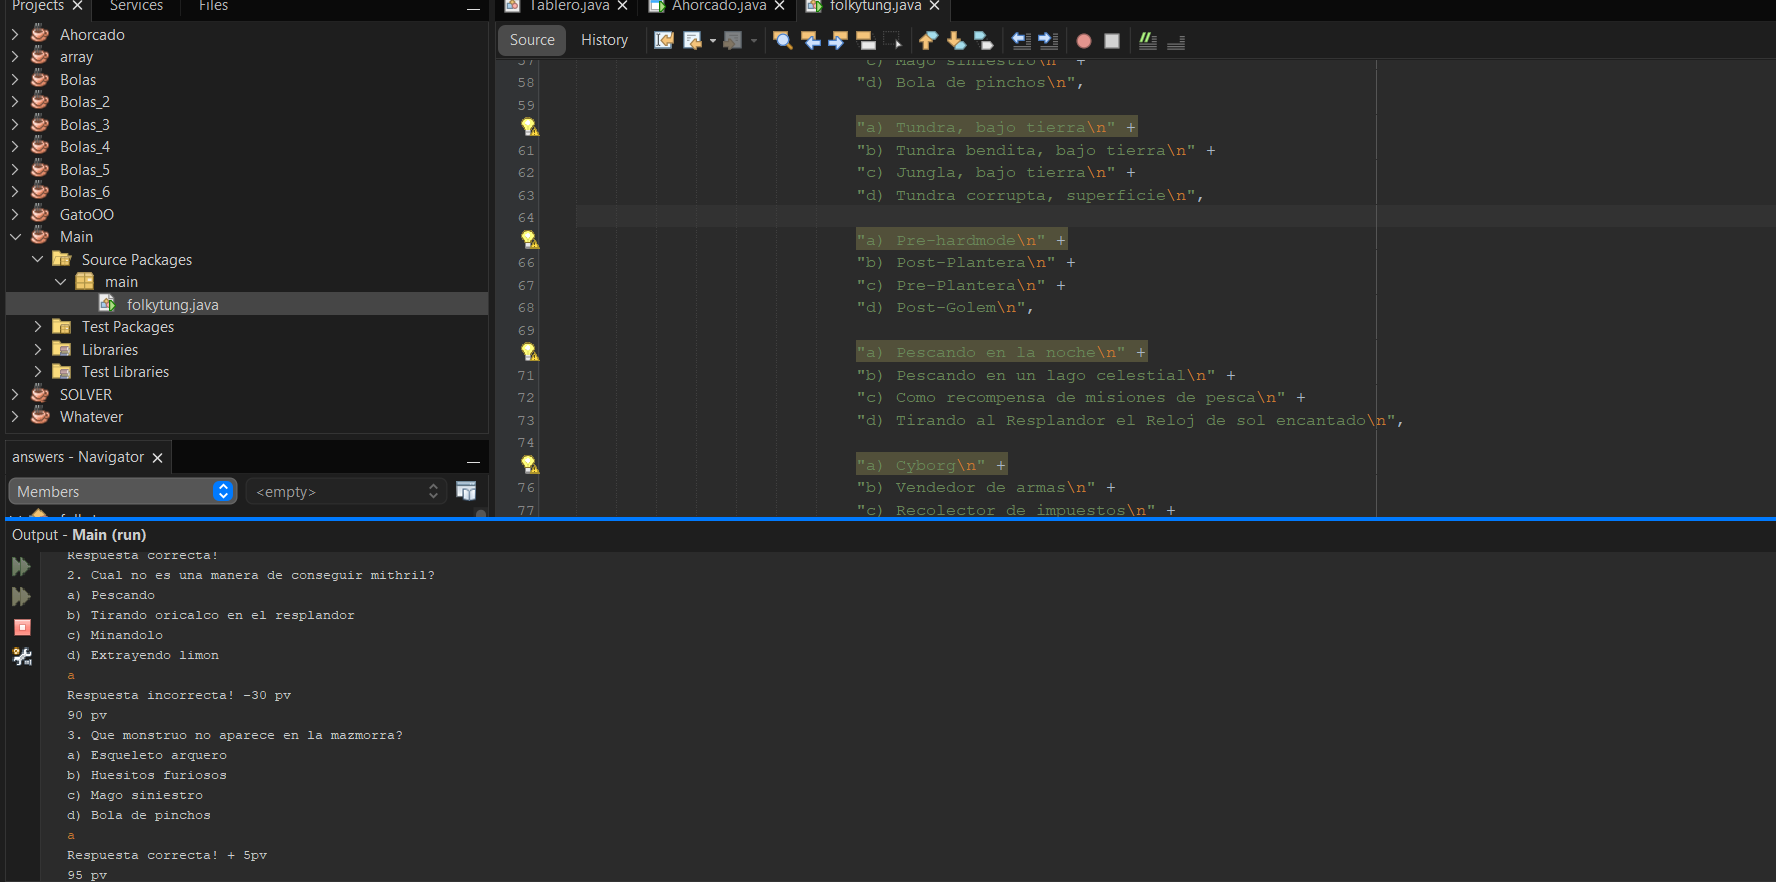 Projects Services Files
Ahorcado
array
Bolas
Bolas_2
Bolas_3
Bolas_4
Bolas_5
Bolas_6
GatoOO
Main
Source Packages
main
folkytung.java
Test Packages
Libraries
Test Libraries
SOLVER
Whatever
answers - Navigator
Members <empty>
Tablero.java Ahorcado.java folkytung.java
Source History
57 "c) Mago siniestro\n" +
58 "d) Bola de pinchos\n",
59
"a) Tundra, bajo tierra\n" +
61 "b) Tundra bendita, bajo tierra\n" +
62 "c) Jungla, bajo tierra\n" +
63 "d) Tundra corrupta, superficie\n",
64
"a) Pre-hardmode\n" +
66 "b) Post-Plantera\n" +
67 "c) Pre-Plantera\n" +
68 "d) Post-Golem\n",
69
"a) Pescando en la noche\n" +
71 "b) Pescando en un lago celestial\n" +
72 "c) Como recompensa de misiones de pesca\n" +
73 "d) Tirando al Resplandor el Reloj de sol encantado\n",
74
"a) Cyborg\n" +
76 "b) Vendedor de armas\n" +
77 "c) Recolector de impuestos\n" +
Output - Main (run)
Respuesta correcta!
2. Cual no es una manera de conseguir mithril?
a) Pescando
b) Tirando oricalco en el resplandor
c) Minandolo
d) Extrayendo limon
a
Respuesta incorrecta! -30 pv
90 pv
3. Que monstruo no aparece en la mazmorra?
a) Esqueleto arquero
b) Huesitos furiosos
c) Mago siniestro
d) Bola de pinchos
a
Respuesta correcta! + 5pv
95 pv